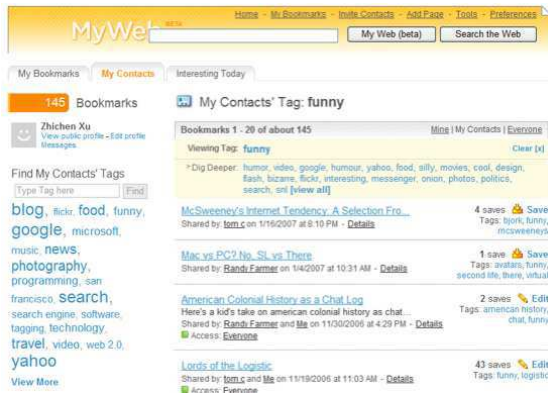 Home - My Bookmarks - Invite Contacts - Add Page - Tools - Preferences
MyWeb BETA
My Web (beta) Search the Web
My Bookmarks My Contacts Interesting Today
145 Bookmarks
Zhichen Xu
View public profile - Edit profile
Messages
Find My Contacts' Tags
Type Tag here Find
blog, flickr, food, funny,
google, microsoft,
music, news,
photography,
programming, san
francisco, search,
search engine, software,
tagging, technology,
travel, video, web 2.0,
yahoo
View More
My Contacts' Tag: funny
Bookmarks 1 - 20 of about 145 Mine | My Contacts | Everyone
Viewing Tag: funny Clear [x]
Dig Deeper: humor, video, google, humour, yahoo, food, silly, movies, cool, design,
flash, bizarre, flickr, interesting, messenger, onion, photos, politics,
search, snl [view all]
McSweeney's Internet Tendency: A Selection Fro... 4 saves Save
Shared by: tom c on 1/16/2007 at 8:10 PM - Details Tags: bjork, funny,
mcsweeneys
Mac vs PC? No, SL vs There 1 save Save
Shared by: Randy Farmer on 1/4/2007 at 10:31 AM - Details Tags: avatars, funny,
second life, there, virtual
American Colonial History as a Chat Log 2 saves Edit
Here's a kid's take on american colonial history as chat... Tags: american history,
Shared by: Randy Farmer and Me on 11/30/2006 at 4:29 PM - Details chat, funny
Access: Everyone
Lords of the Logistic 43 saves Edit
Shared by: tom c and Me on 11/19/2006 at 11:03 AM - Details Tags: funny, logistic
Access: Everyone